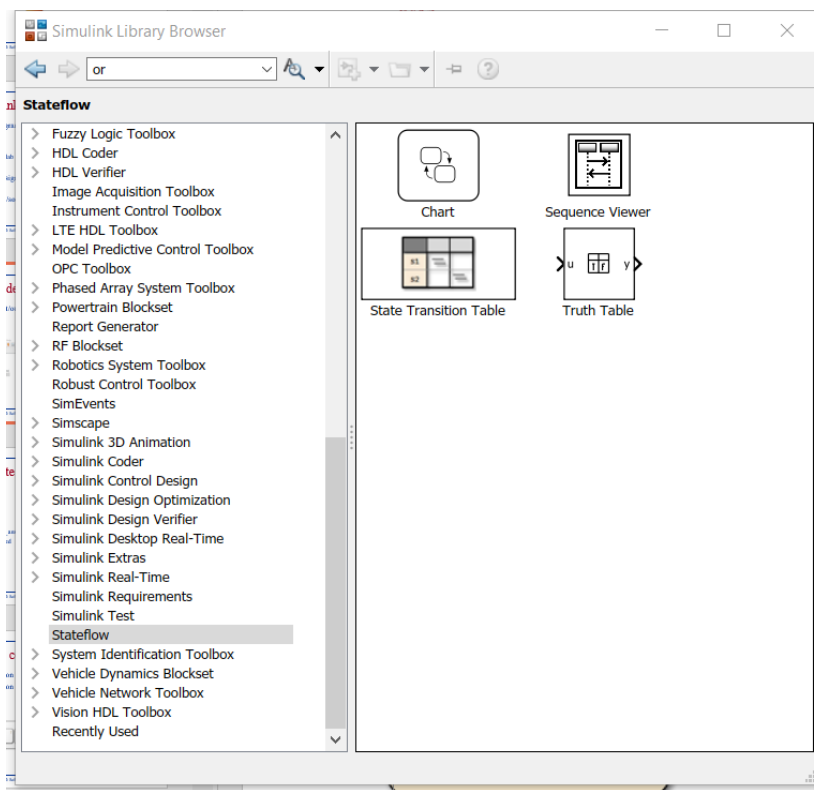 Simulink Library Browser
or
Stateflow
Fuzzy Logic Toolbox
HDL Coder
HDL Verifier
Image Acquisition Toolbox
Instrument Control Toolbox
LTE HDL Toolbox
Model Predictive Control Toolbox
OPC Toolbox
Phased Array System Toolbox
Powertrain Blockset
Report Generator
RF Blockset
Robotics System Toolbox
Robust Control Toolbox
SimEvents
Simscape
Simulink 3D Animation
Simulink Coder
Simulink Control Design
Simulink Design Optimization
Simulink Design Verifier
Simulink Desktop Real-Time
Simulink Extras
Simulink Real-Time
Simulink Requirements
Simulink Test
Stateflow
System Identification Toolbox
Vehicle Dynamics Blockset
Vehicle Network Toolbox
Vision HDL Toolbox
Recently Used
Chart
Sequence Viewer
s1
s2
State Transition Table
u T F y
Truth Table